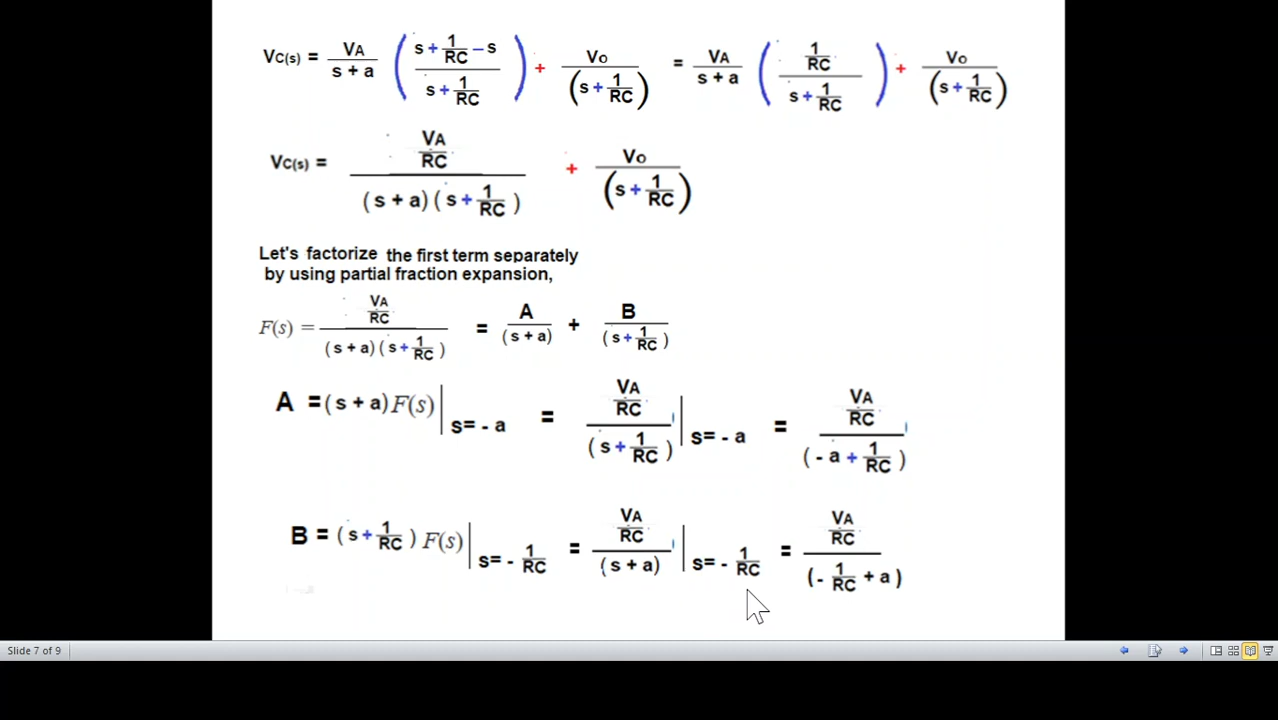 Vc(s) = VA/(s + a) ( (s + 1/RC − s)/(s + 1/RC) ) + Vo/(s + 1/RC) = VA/(s + a) ( (1/RC)/(s + 1/RC) ) + Vo/(s + 1/RC)
Vc(s) = (VA/RC)/((s + a)(s + 1/RC)) + Vo/(s + 1/RC)
Let's factorize the first term separately
by using partial fraction expansion,
F(s) = (VA/RC)/((s + a)(s + 1/RC)) = A/(s + a) + B/(s + 1/RC)
A = (s + a) F(s) | s= - a = (VA/RC)/(s + 1/RC) | s= - a = (VA/RC)/(- a + 1/RC)
B = (s + 1/RC) F(s) | s= - 1/RC = (VA/RC)/(s + a) | s= - 1/RC = (VA/RC)/(- 1/RC + a)
Slide 7 of 9